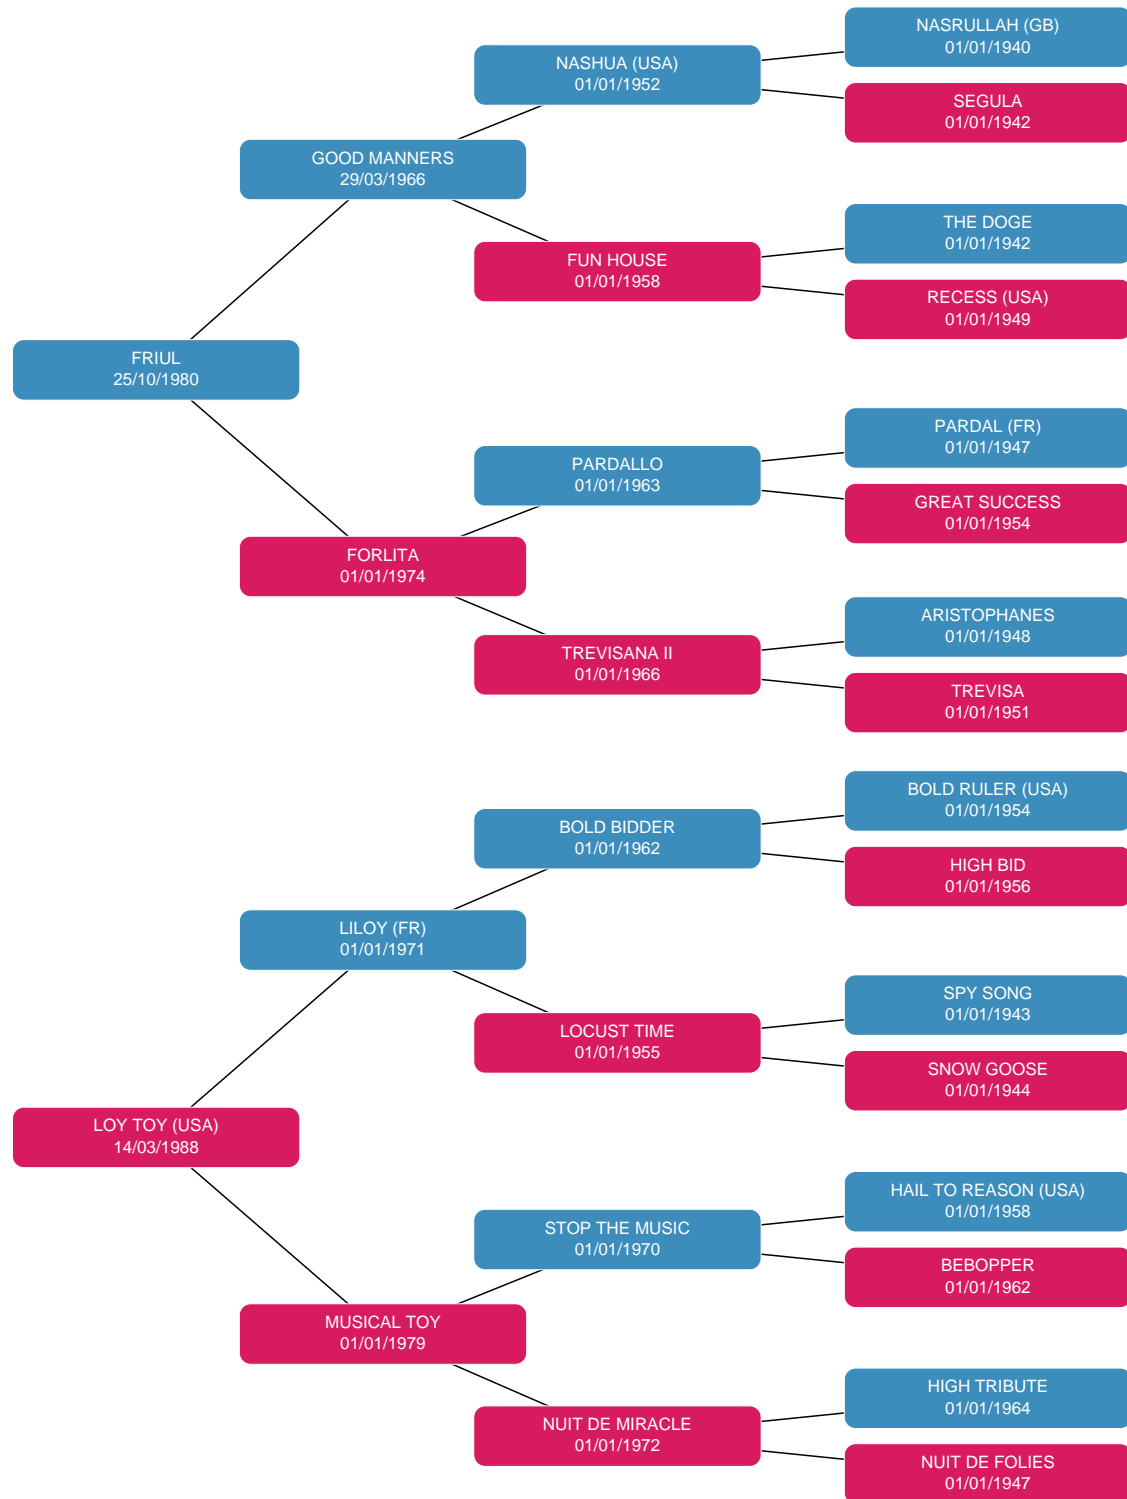 NASRULLAH (GB)
01/01/1940
NASHUA (USA)
01/01/1952
SEGULA
01/01/1942
GOOD MANNERS
29/03/1966
THE DOGE
01/01/1942
FUN HOUSE
01/01/1958
RECESS (USA)
01/01/1949
FRIUL
25/10/1980
PARDAL (FR)
01/01/1947
PARDALLO
01/01/1963
GREAT SUCCESS
01/01/1954
FORLITA
01/01/1974
ARISTOPHANES
01/01/1948
TREVISANA II
01/01/1966
TREVISA
01/01/1951
BOLD RULER (USA)
01/01/1954
BOLD BIDDER
01/01/1962
HIGH BID
01/01/1956
LILOY (FR)
01/01/1971
SPY SONG
01/01/1943
LOCUST TIME
01/01/1955
SNOW GOOSE
01/01/1944
LOY TOY (USA)
14/03/1988
HAIL TO REASON (USA)
01/01/1958
STOP THE MUSIC
01/01/1970
BEBOPPER
01/01/1962
MUSICAL TOY
01/01/1979
HIGH TRIBUTE
01/01/1964
NUIT DE MIRACLE
01/01/1972
NUIT DE FOLIES
01/01/1947